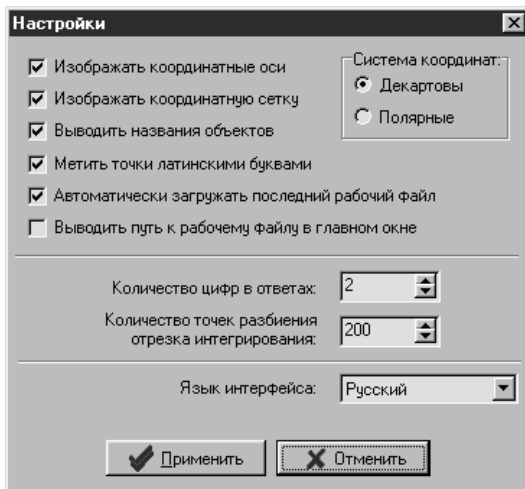 Настройки
Изображать координатные оси
Изображать координатную сетку
Выводить названия объектов
Метить точки латинскими буквами
Автоматически загружать последний рабочий файл
Выводить путь к рабочему файлу в главном окне
Система координат:
Декартовы
Полярные
Количество цифр в ответах:
2
Количество точек разбиения
отрезка интегрирования:
200
Язык интерфейса:
Русский
Применить
Отменить